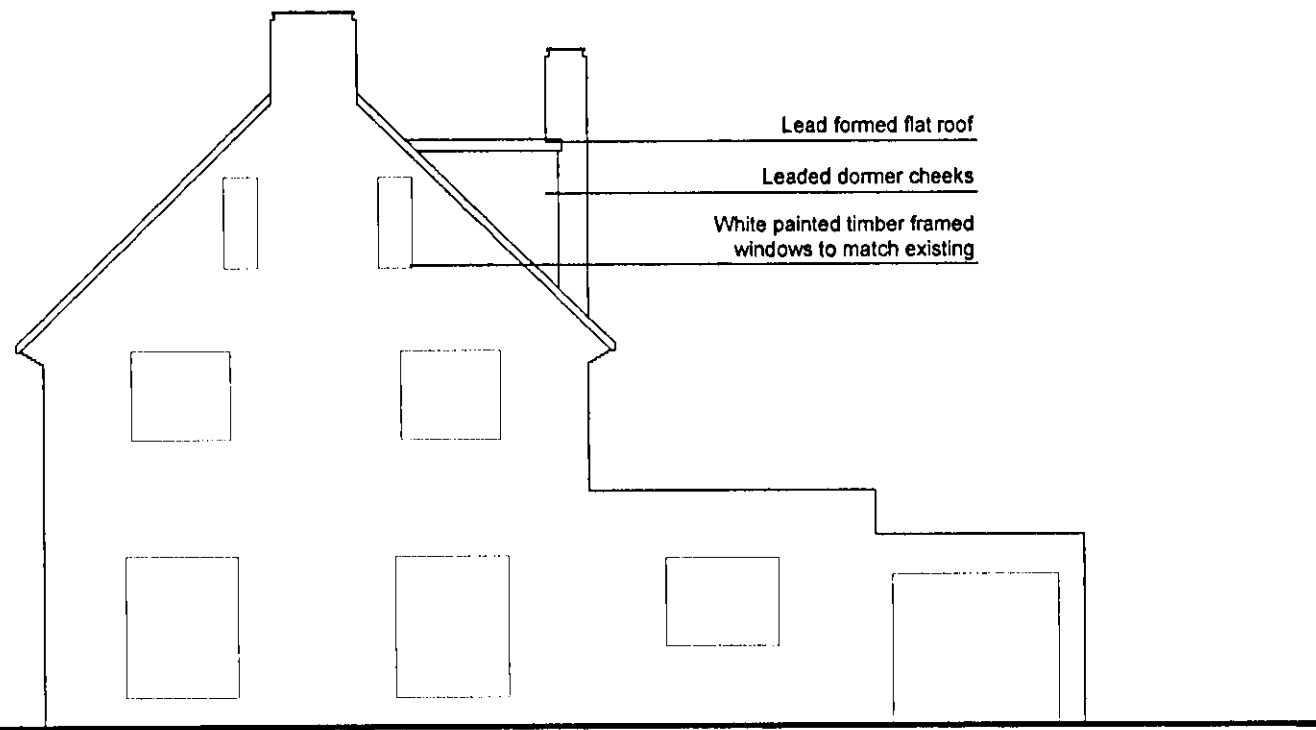 Lead formed flat roof
Leaded dormer cheeks
White painted timber framed
windows to match existing